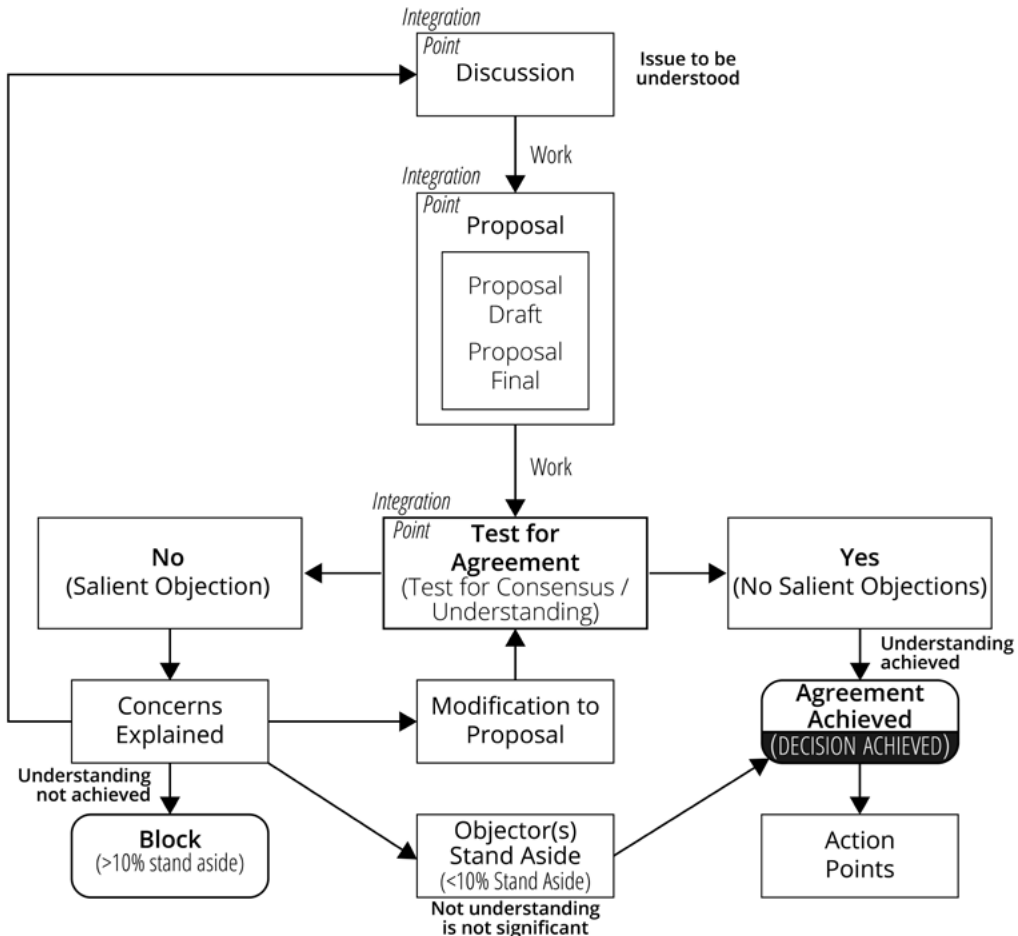 Integration
Point
Discussion
Issue to be
understood
Work
Integration
Point
Proposal
Proposal
Draft
Proposal
Final
Work
Integration
Point
Test for
Agreement
(Test for Consensus /
Understanding)
No
(Salient Objection)
Yes
(No Salient Objections)
Understanding
achieved
Concerns
Explained
Modification to
Proposal
Agreement
Achieved
(DECISION ACHIEVED)
Understanding
not achieved
Block
(>10% stand aside)
Objector(s)
Stand Aside
(<10% Stand Aside)
Not understanding
is not significant
Action
Points